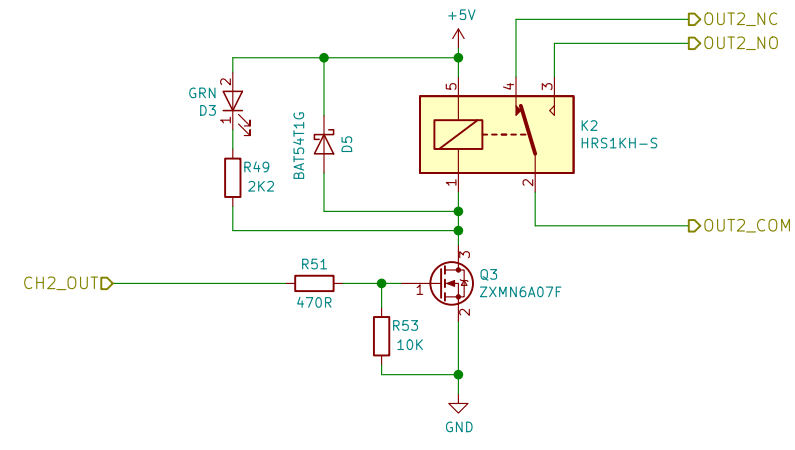 +5V
OUT2_NC
OUT2_NO
2
GRN
D3
1
BAT54T1G
D5
5
4
3
K2
HRS1KH-S
R49
2K2
1
2
OUT2_COM
CH2_OUT
R51
470R
1
3
Q3
ZXMN6A07F
2
R53
10K
GND